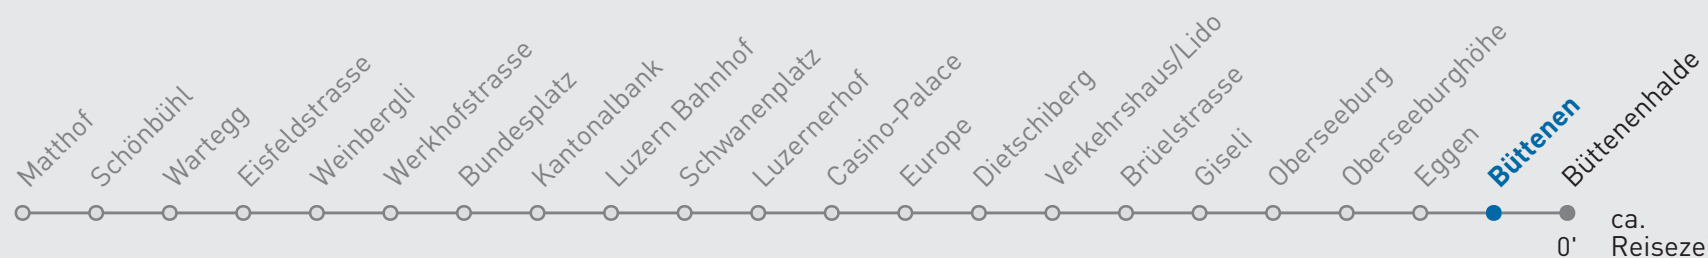 Matthof
Schönbühl
Wartegg
Eisfeldstrasse
Weinbergli
Werkhofstrasse
Bundesplatz
Kantonalbank
Luzern Bahnhof
Schwanenplatz
Luzernerhof
Casino-Palace
Europe
Dietschiberg
Verkehrshaus/Lido
Brüelstrasse
Giseli
Oberseeburg
Oberseeburghöhe
Eggen
Büttenen
Büttenenhalde
ca.
0' Reiseze